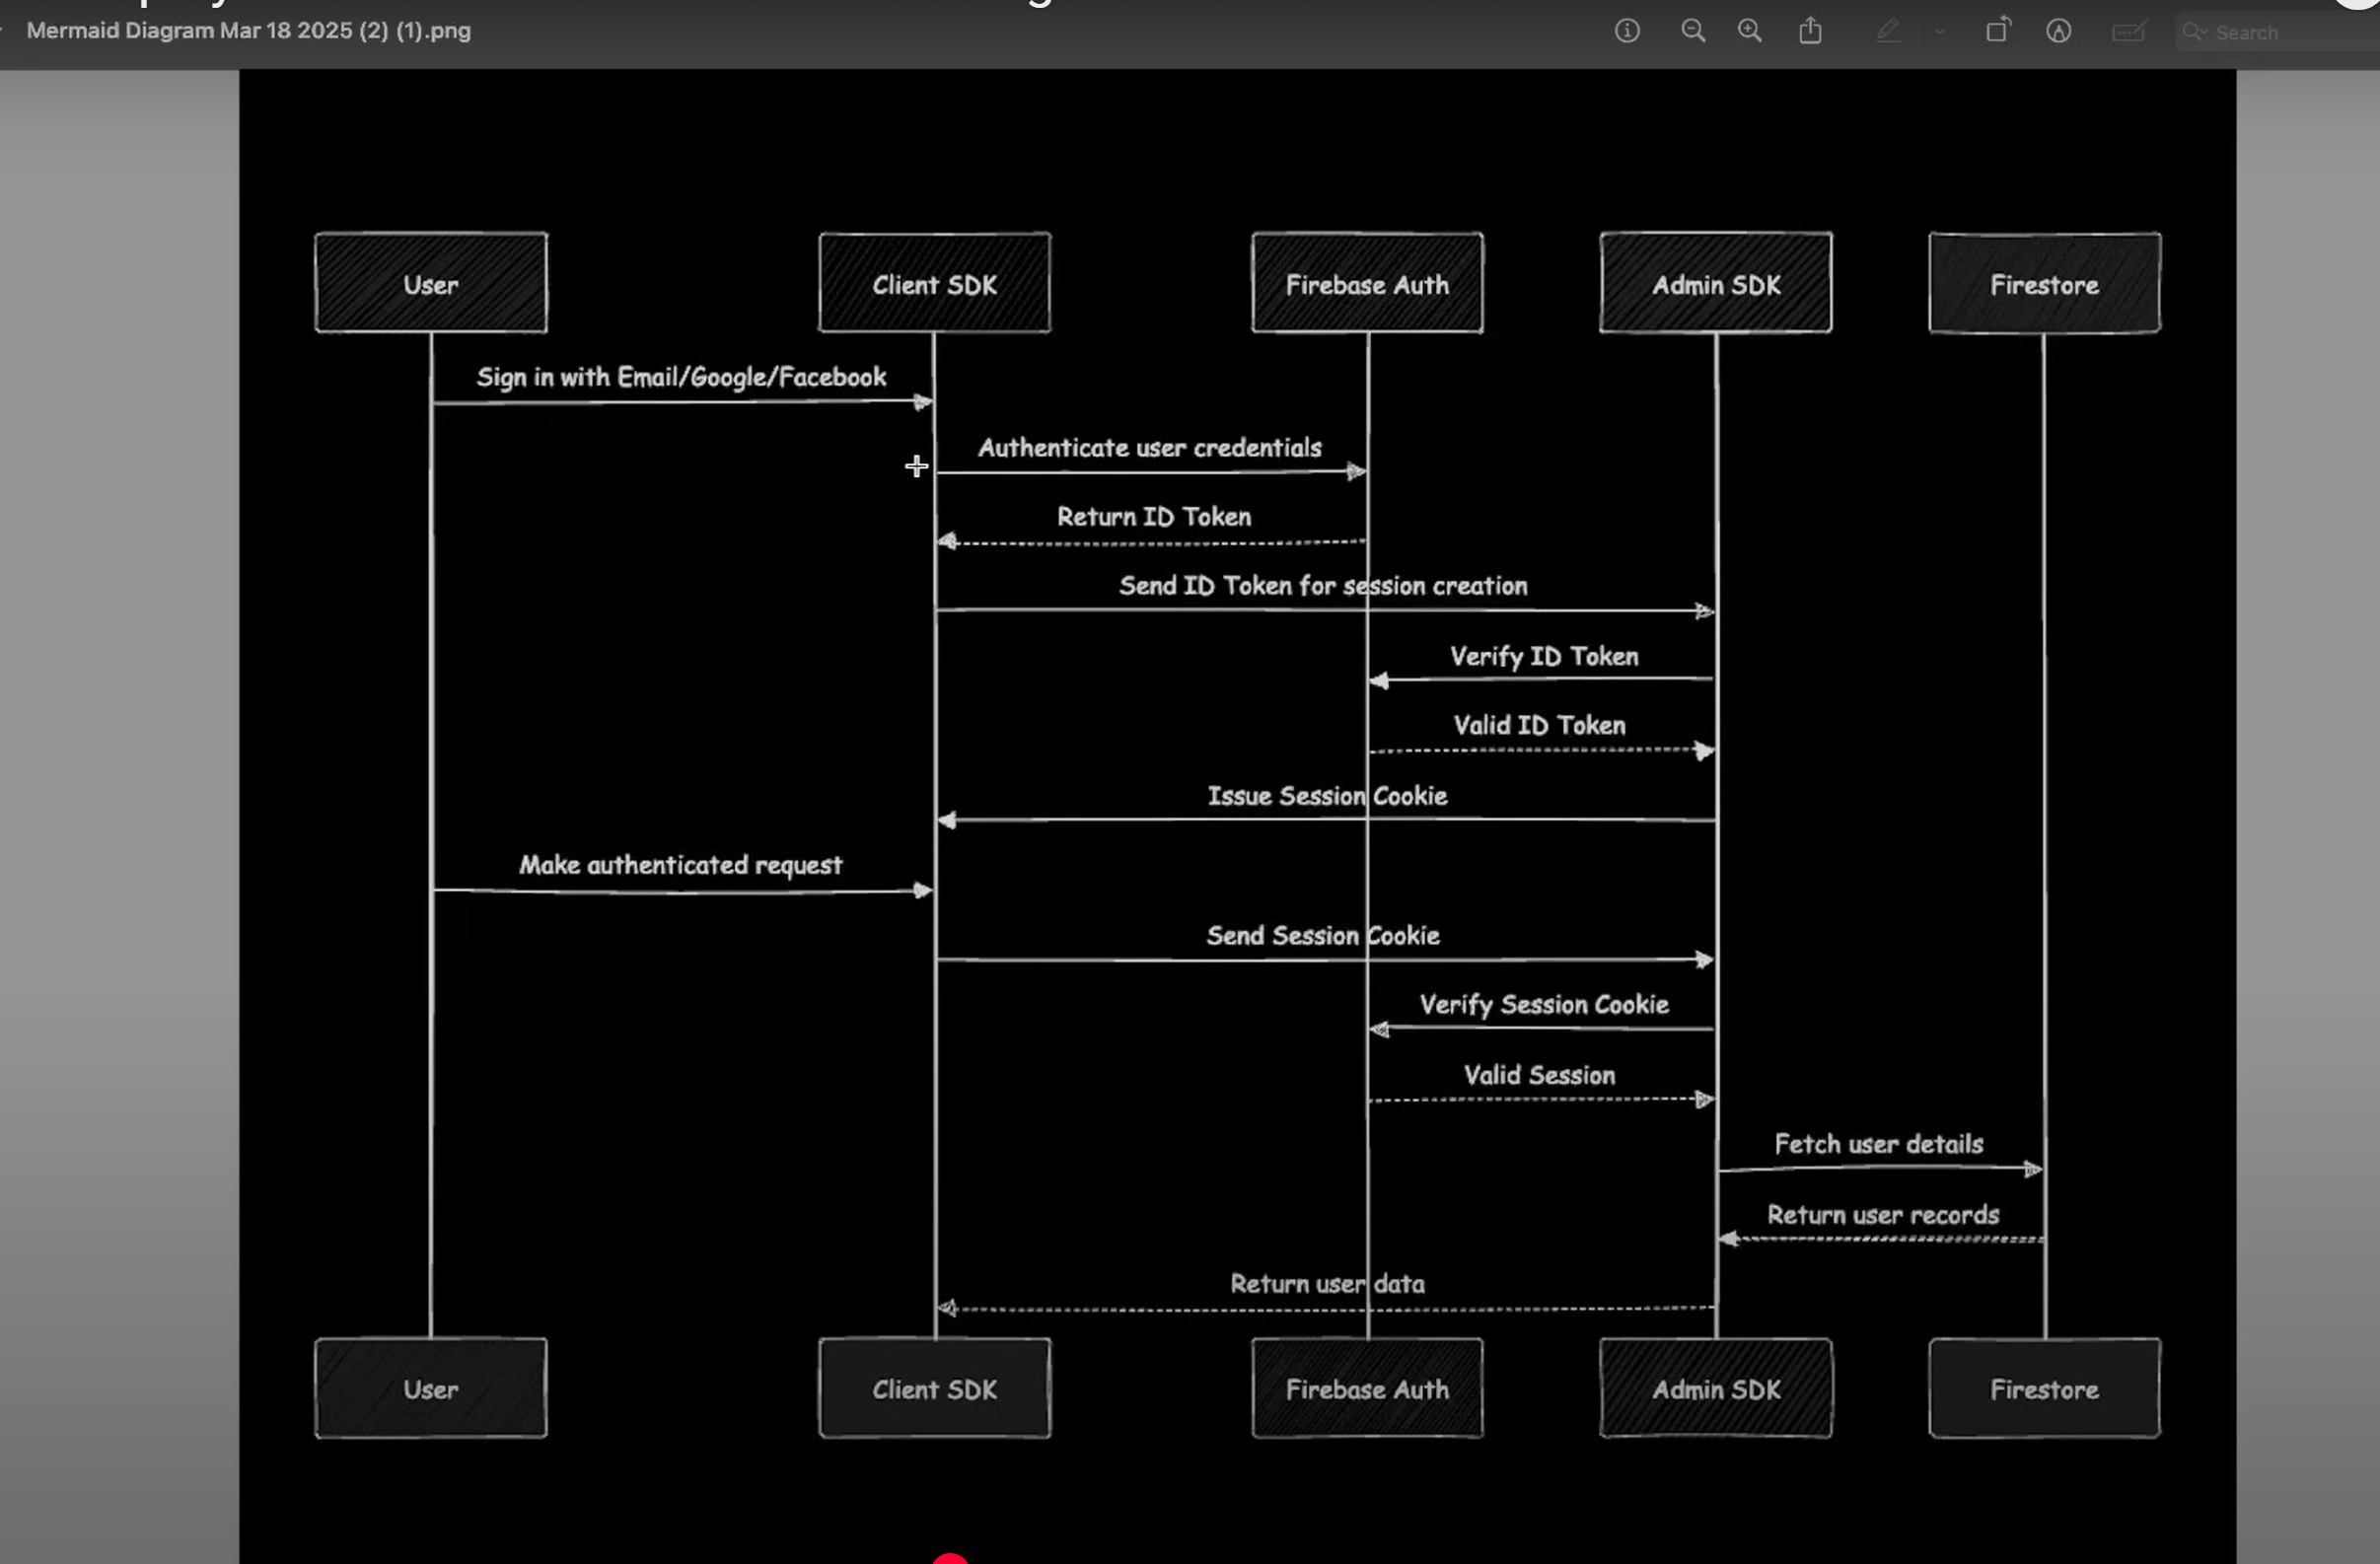 Mermaid Diagram Mar 18 2025 (2) (1).png
Search
User
Client SDK
Firebase Auth
Admin SDK
Firestore
Sign in with Email/Google/Facebook
Authenticate user credentials
Return ID Token
Send ID Token for session creation
Verify ID Token
Valid ID Token
Issue Session Cookie
Make authenticated request
Send Session Cookie
Verify Session Cookie
Valid Session
Fetch user details
Return user records
Return user data
User
Client SDK
Firebase Auth
Admin SDK
Firestore